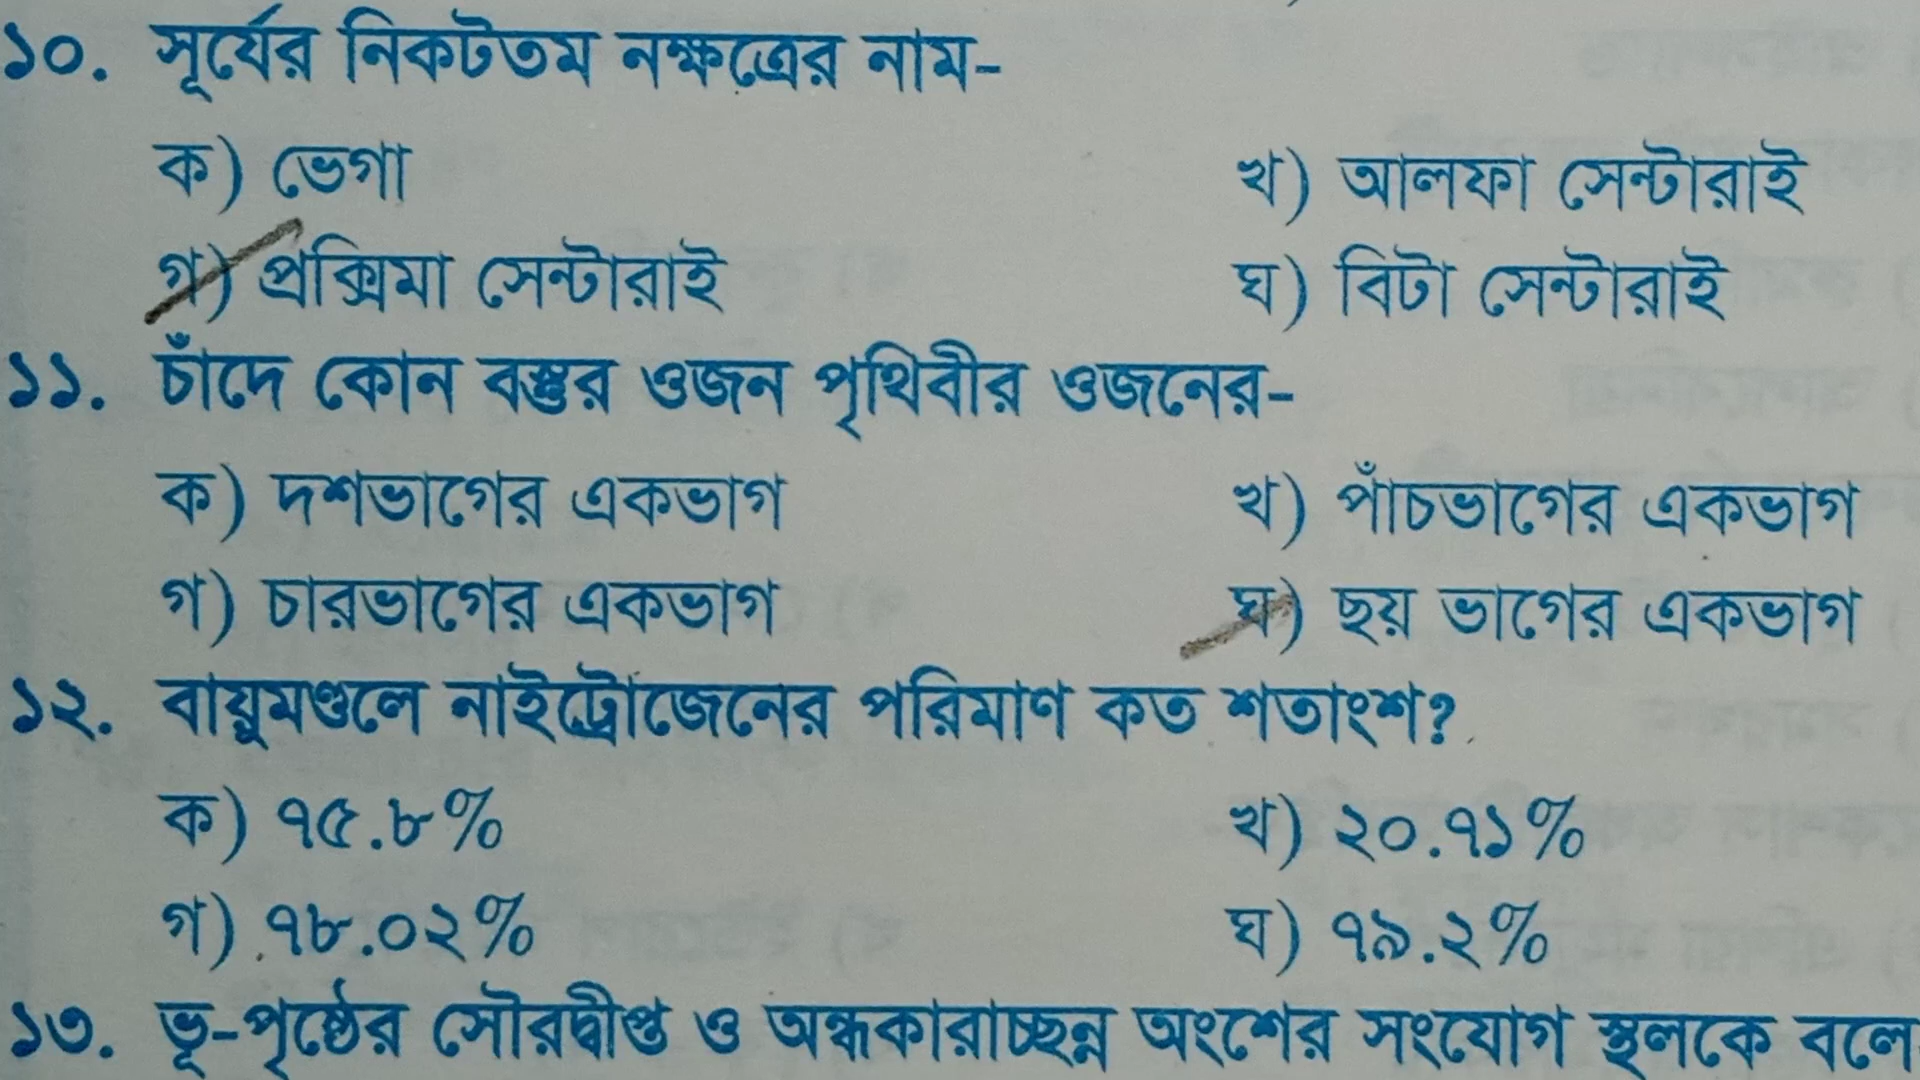 ১০. সূর্যের নিকটতম নক্ষত্রের নাম-
ক) ভেগা খ) আলফা সেন্টারাই
গ) প্রক্সিমা সেন্টারাই ঘ) বিটা সেন্টারাই
১১. চাঁদে কোন বস্তুর ওজন পৃথিবীর ওজনের-
ক) দশভাগের একভাগ খ) পাঁচভাগের একভাগ
গ) চারভাগের একভাগ ঘ) ছয় ভাগের একভাগ
১২. বায়ুমণ্ডলে নাইট্রোজেনের পরিমাণ কত শতাংশ?
ক) ৭৫.৮% খ) ২০.৭১%
গ) ৭৮.০২% ঘ) ৭৯.২%
১৩. ভূ-পৃষ্ঠের সৌরদ্বীপ্ত ও অন্ধকারাচ্ছন্ন অংশের সংযোগ স্থলকে বলে